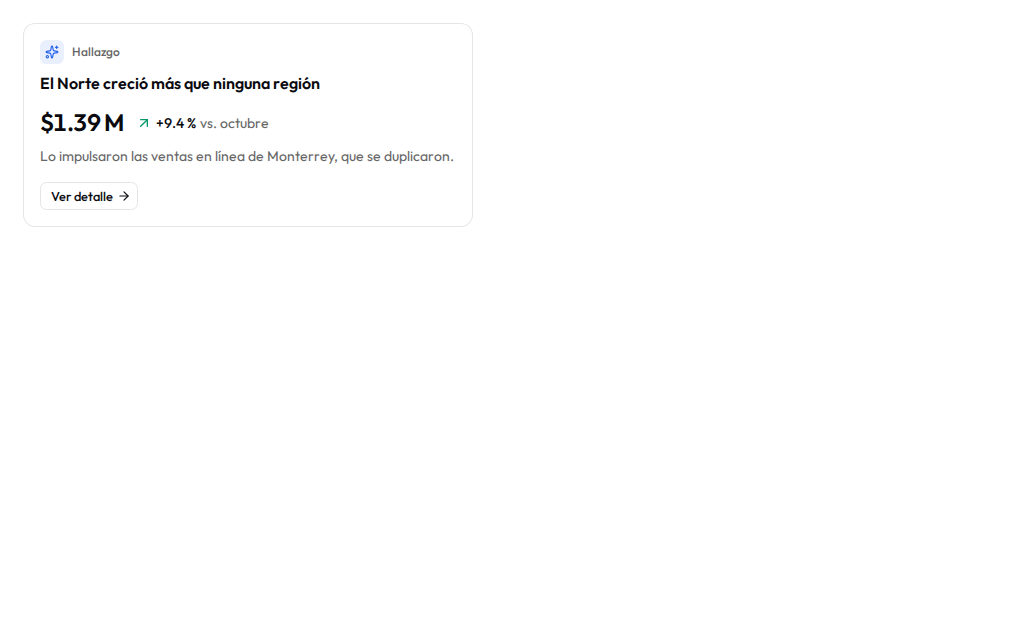 Hallazgo
El Norte creció más que ninguna región
$1.39 M +9.4 % vs. octubre
Lo impulsaron las ventas en línea de Monterrey, que se duplicaron.
Ver detalle